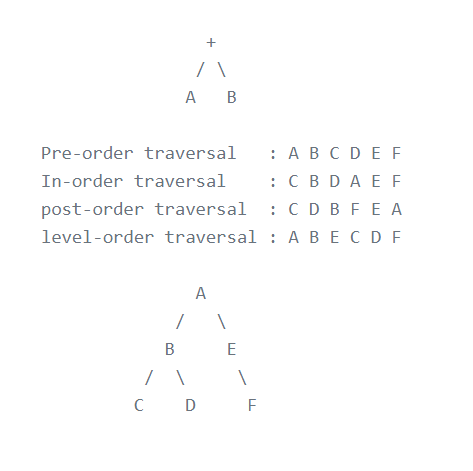 +
/ \
A B
Pre-order traversal : A B C D E F
In-order traversal : C B D A E F
post-order traversal : C D B F E A
level-order traversal : A B E C D F
A
/ \
B E
/ \ \
C D F